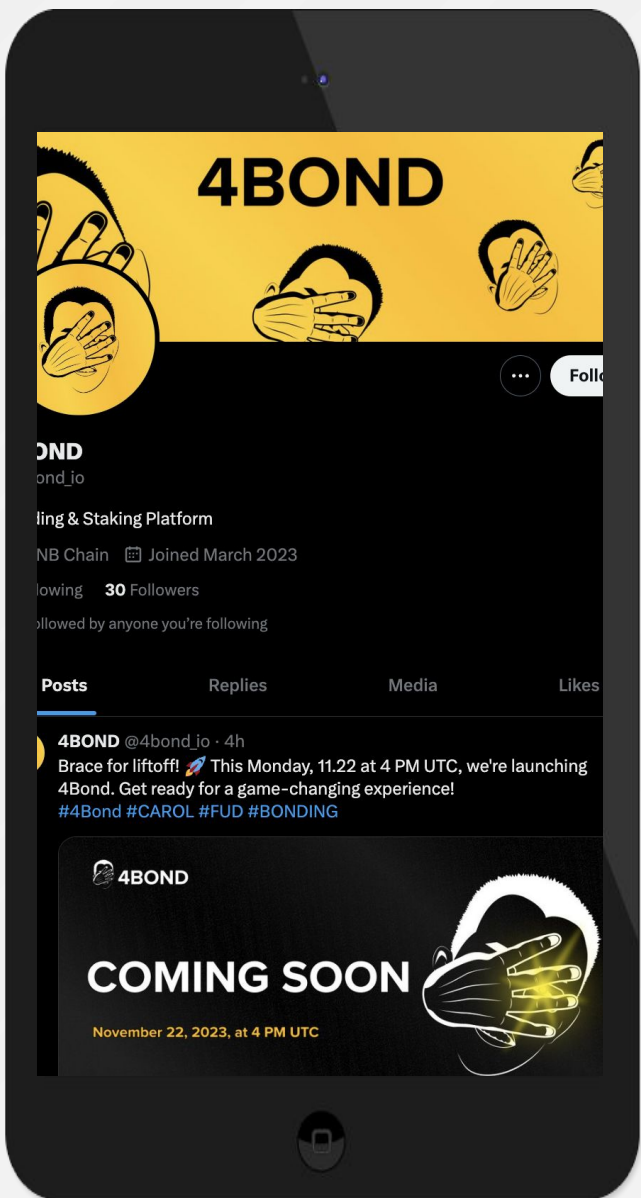 4BOND
Follo
OND
ond_io
ding & Staking Platform
NB Chain Joined March 2023
lowing 30 Followers
ollowed by anyone you're following
Posts Replies Media Likes
4BOND @4bond_io · 4h
Brace for liftoff! 🚀 This Monday, 11.22 at 4 PM UTC, we're launching
4Bond. Get ready for a game-changing experience!
#4Bond #CAROL #FUD #BONDING
4BOND
COMING SOON
November 22, 2023, at 4 PM UTC